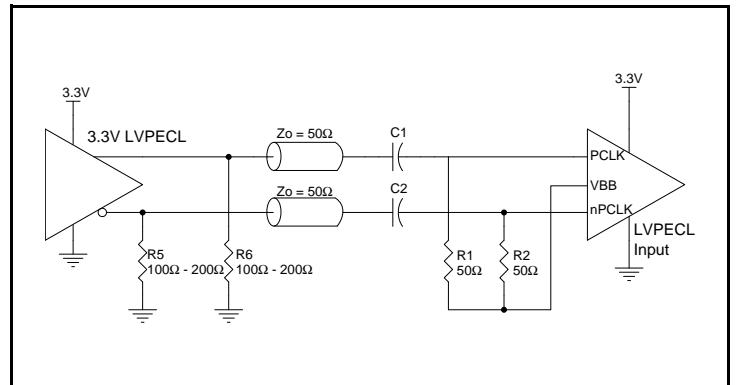 3.3V
3.3V
3.3V LVPECL
Zo = 50Ω
C1
PCLK
Zo = 50Ω
C2
VBB
nPCLK
LVPECL
Input
R5
100Ω - 200Ω
R6
100Ω - 200Ω
R1
50Ω
R2
50Ω